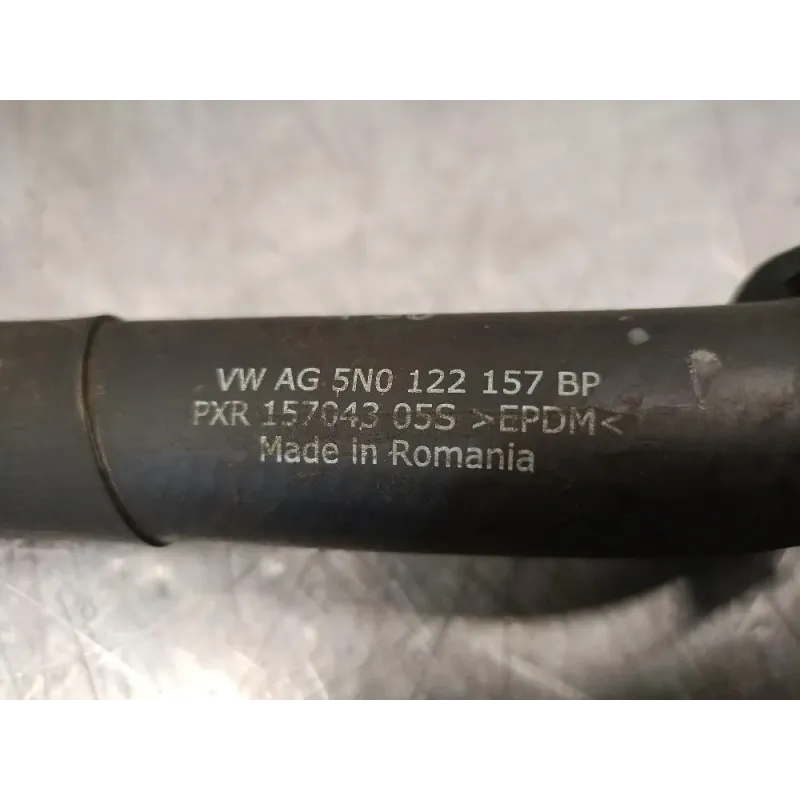 VW AG 5N0 122 157 BP
PXR 157043 05S >EPDM<
Made in Romania